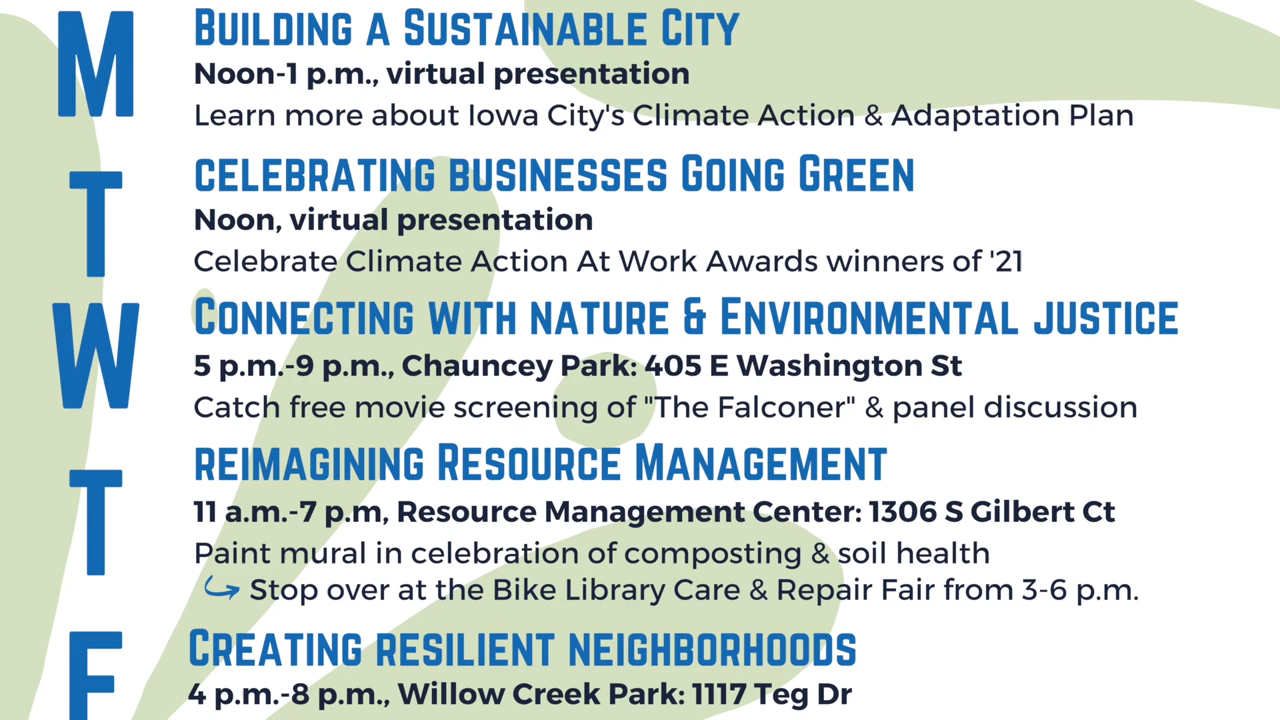 M
BUILDING A SUSTAINABLE CITY
Noon-1 p.m., virtual presentation
Learn more about Iowa City's Climate Action & Adaptation Plan
T
CELEBRATING BUSINESSES GOING GREEN
Noon, virtual presentation
Celebrate Climate Action At Work Awards winners of '21
W
CONNECTING WITH NATURE & ENVIRONMENTAL JUSTICE
5 p.m.-9 p.m., Chauncey Park: 405 E Washington St
Catch free movie screening of "The Falconer" & panel discussion
T
REIMAGINING RESOURCE MANAGEMENT
11 a.m.-7 p.m, Resource Management Center: 1306 S Gilbert Ct
Paint mural in celebration of composting & soil health
Stop over at the Bike Library Care & Repair Fair from 3-6 p.m.
F
CREATING RESILIENT NEIGHBORHOODS
4 p.m.-8 p.m., Willow Creek Park: 1117 Teg Dr